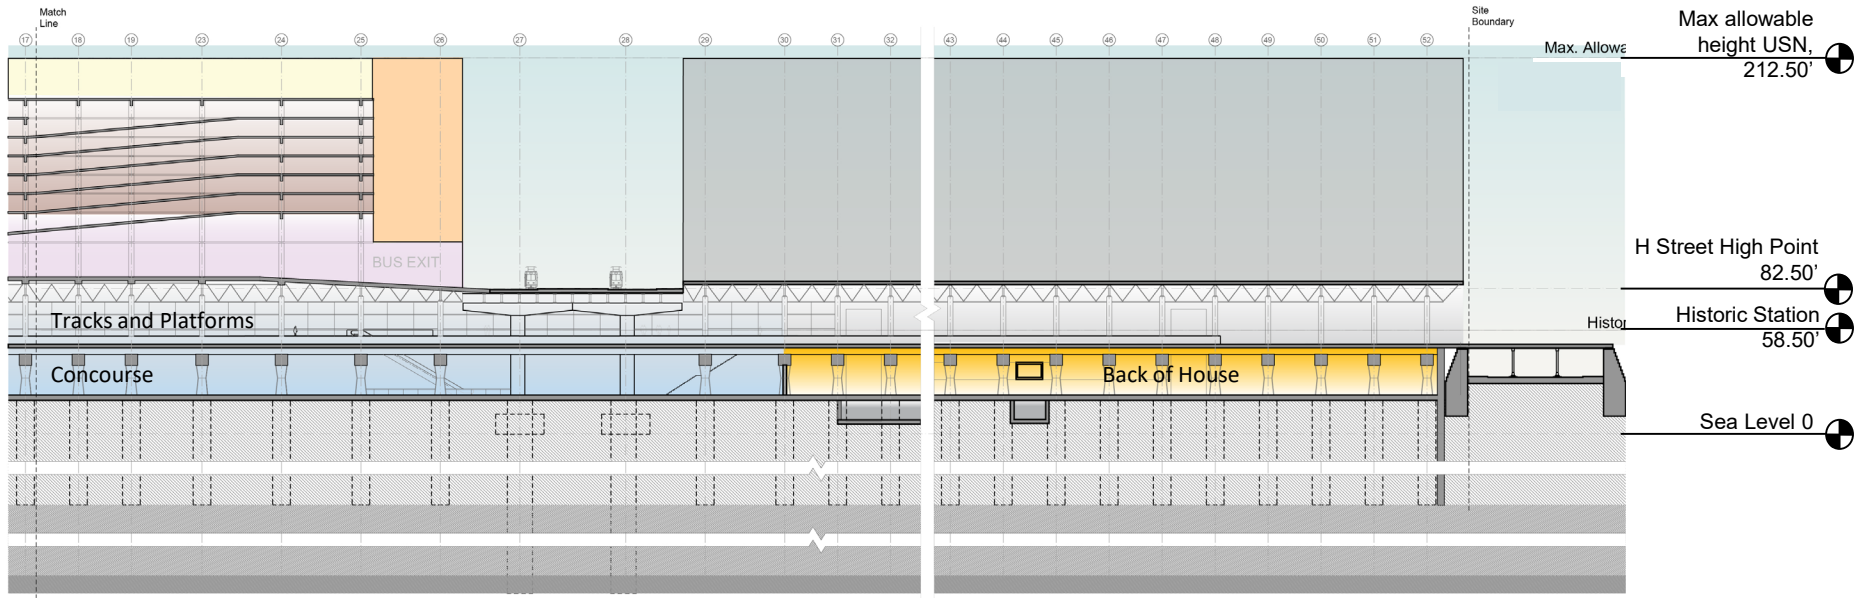 Match
Line
Site
Boundary
17 18 19 23 24 25 26 27 28 29 30 31 32 43 44 45 46 47 48 49 50 51 52
Max. Allowa
Max allowable
height USN,
212.50’
BUS EXIT
H Street High Point
82.50’
Tracks and Platforms
Histor
Historic Station
58.50’
Concourse
Back of House
Sea Level 0